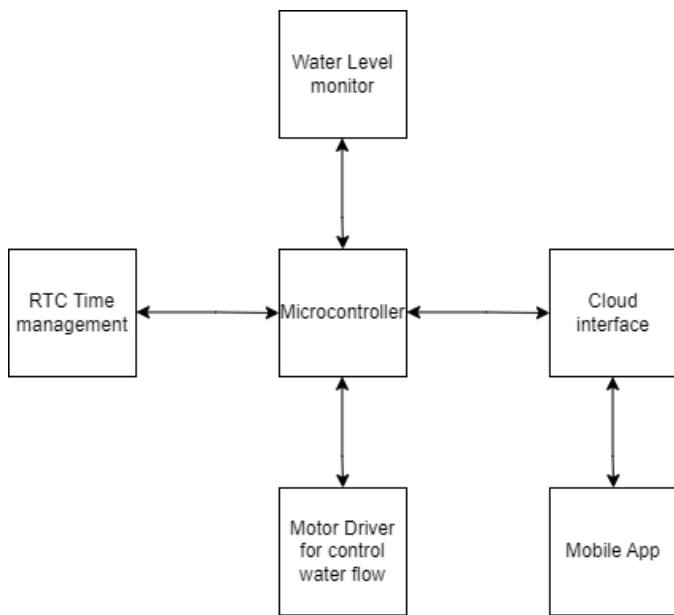 Water Level
monitor
RTC Time
management
Microcontroller
Cloud
interface
Motor Driver
for control
water flow
Mobile App